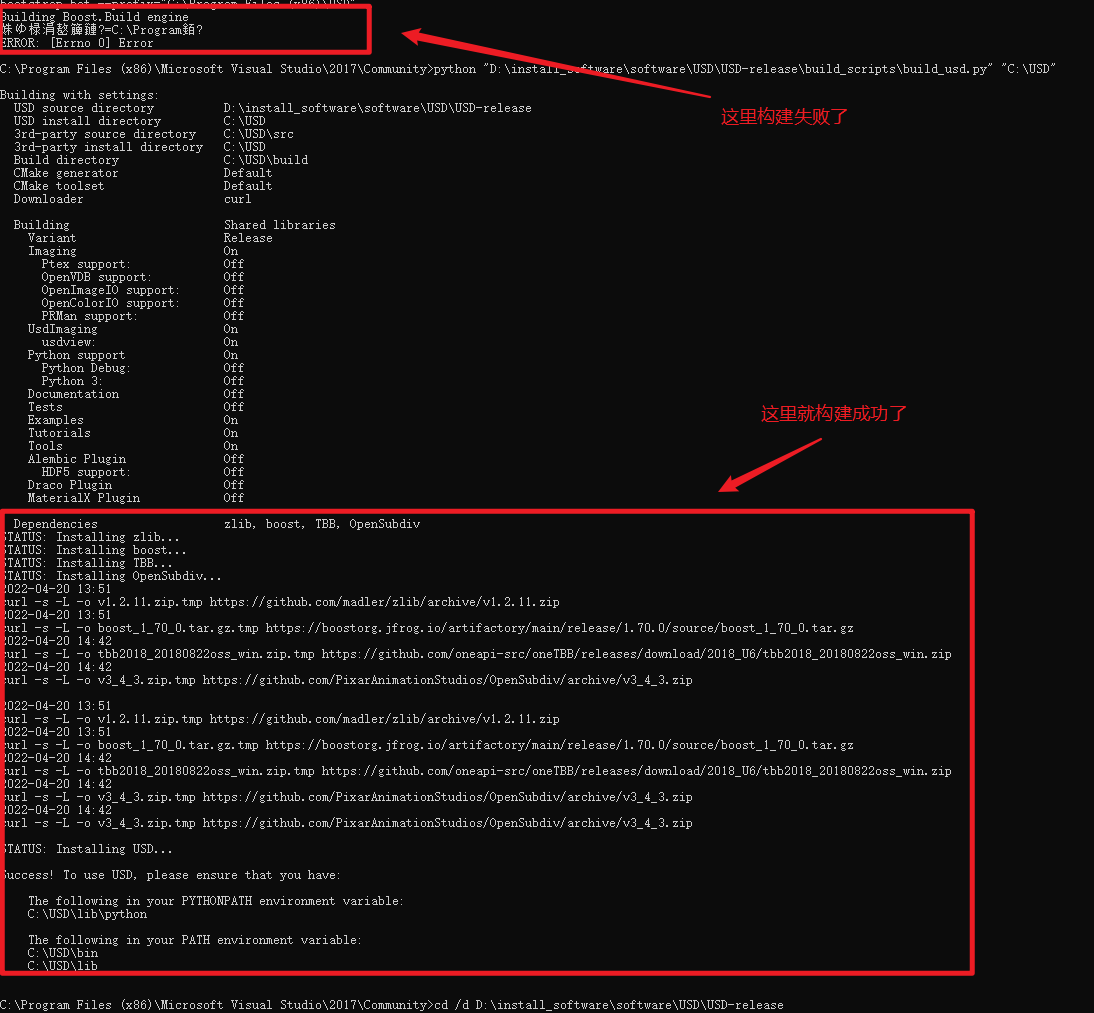 bootstrap.bat --prefix="C:\Program Files\USD"
Building Boost.Build engine
ERROR: [Errno 0] Error
这里构建失败了
C:\Program Files (x86)\Microsoft Visual Studio\2017\Community>python "D:\install_software\software\USD\USD-release\build_scripts\build_usd.py" "C:\USD"
Building with settings:
USD source directory D:\install_software\software\USD\USD-release
USD install directory C:\USD
3rd-party source directory C:\USD\src
3rd-party install directory C:\USD
Build directory C:\USD\build
CMake generator Default
CMake toolset Default
Downloader curl
Building Shared libraries
Variant Release
Imaging On
Ptex support: Off
OpenVDB support: Off
OpenImageIO support: Off
OpenColorIO support: Off
PRMan support: Off
UsdImaging On
usdview: On
Python support On
Python Debug: Off
Python 3: Off
Documentation Off
Tests Off
Examples On
Tutorials On
Tools On
Alembic Plugin Off
HDF5 support: Off
Draco Plugin Off
MaterialX Plugin Off
这里就构建成功了
Dependencies zlib, boost, TBB, OpenSubdiv
STATUS: Installing zlib...
STATUS: Installing boost...
STATUS: Installing TBB...
STATUS: Installing OpenSubdiv...
2022-04-20 13:51
curl -s -L -o v1.2.11.zip.tmp https://github.com/madler/zlib/archive/v1.2.11.zip
2022-04-20 13:51
curl -s -L -o boost_1_70_0.tar.gz.tmp https://boostorg.jfrog.io/artifactory/main/release/1.70.0/source/boost_1_70_0.tar.gz
2022-04-20 14:42
curl -s -L -o tbb2018_20180822oss_win.zip.tmp https://github.com/oneapi-src/oneTBB/releases/download/2018_U6/tbb2018_20180822oss_win.zip
2022-04-20 14:42
curl -s -L -o v3_4_3.zip.tmp https://github.com/PixarAnimationStudios/OpenSubdiv/archive/v3_4_3.zip
2022-04-20 13:51
curl -s -L -o v1.2.11.zip.tmp https://github.com/madler/zlib/archive/v1.2.11.zip
2022-04-20 13:51
curl -s -L -o boost_1_70_0.tar.gz.tmp https://boostorg.jfrog.io/artifactory/main/release/1.70.0/source/boost_1_70_0.tar.gz
2022-04-20 14:42
curl -s -L -o tbb2018_20180822oss_win.zip.tmp https://github.com/oneapi-src/oneTBB/releases/download/2018_U6/tbb2018_20180822oss_win.zip
2022-04-20 14:42
curl -s -L -o v3_4_3.zip.tmp https://github.com/PixarAnimationStudios/OpenSubdiv/archive/v3_4_3.zip
2022-04-20 14:42
curl -s -L -o v3_4_3.zip.tmp https://github.com/PixarAnimationStudios/OpenSubdiv/archive/v3_4_3.zip
STATUS: Installing USD...
Success! To use USD, please ensure that you have:
The following in your PYTHONPATH environment variable:
C:\USD\lib\python
The following in your PATH environment variable:
C:\USD\bin
C:\USD\lib
C:\Program Files (x86)\Microsoft Visual Studio\2017\Community>cd /d D:\install_software\software\USD\USD-release